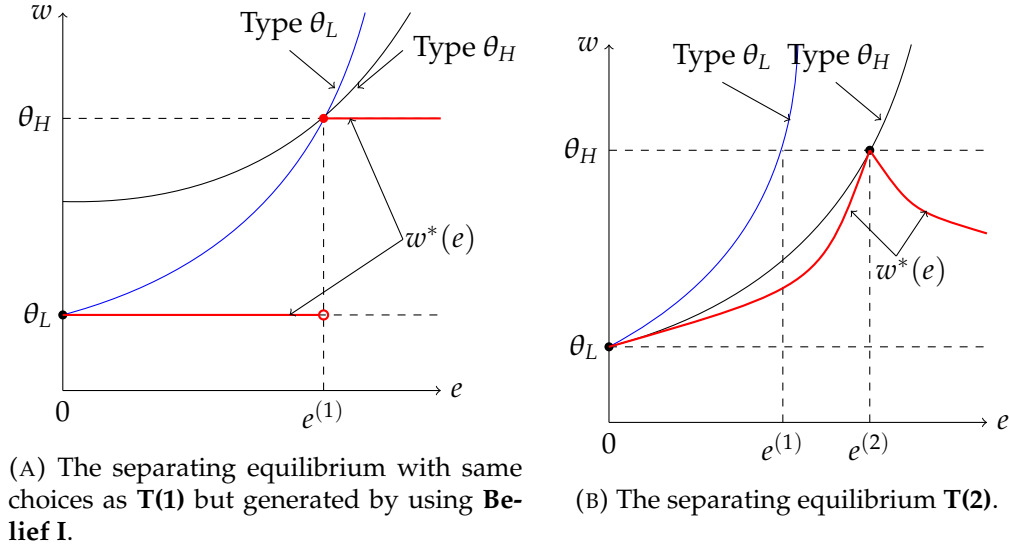 w
Type θ_L
Type θ_H
θ_H
w*(e)
θ_L
0
e^(1)
e
(A) The separating equilibrium with same
choices as T(1) but generated by using Be-
lief I.
w
Type θ_L
Type θ_H
θ_H
w*(e)
θ_L
0
e^(1)
e^(2)
e
(B) The separating equilibrium T(2).